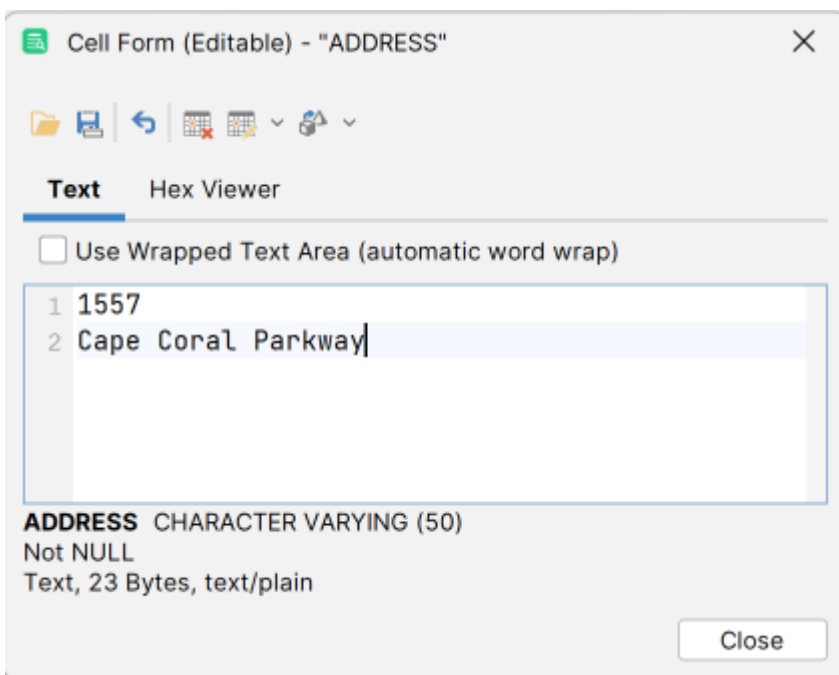 Cell Form (Editable) - "ADDRESS"
Text Hex Viewer
Use Wrapped Text Area (automatic word wrap)
1 1557
2 Cape Coral Parkway
ADDRESS CHARACTER VARYING (50)
Not NULL
Text, 23 Bytes, text/plain
Close